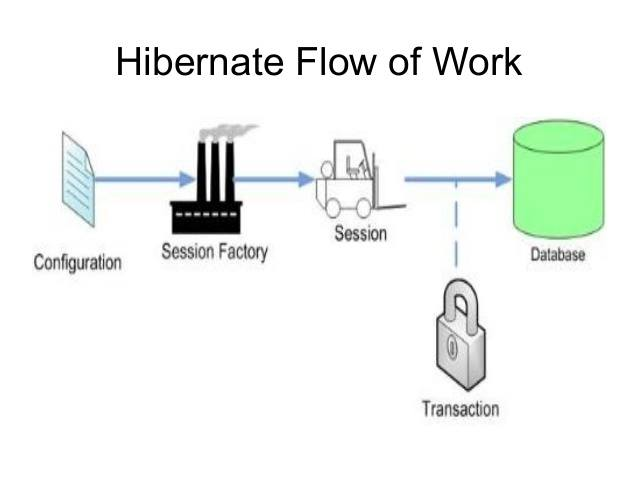 Hibernate Flow of Work
Configuration
Session Factory
Session
Database
Transaction